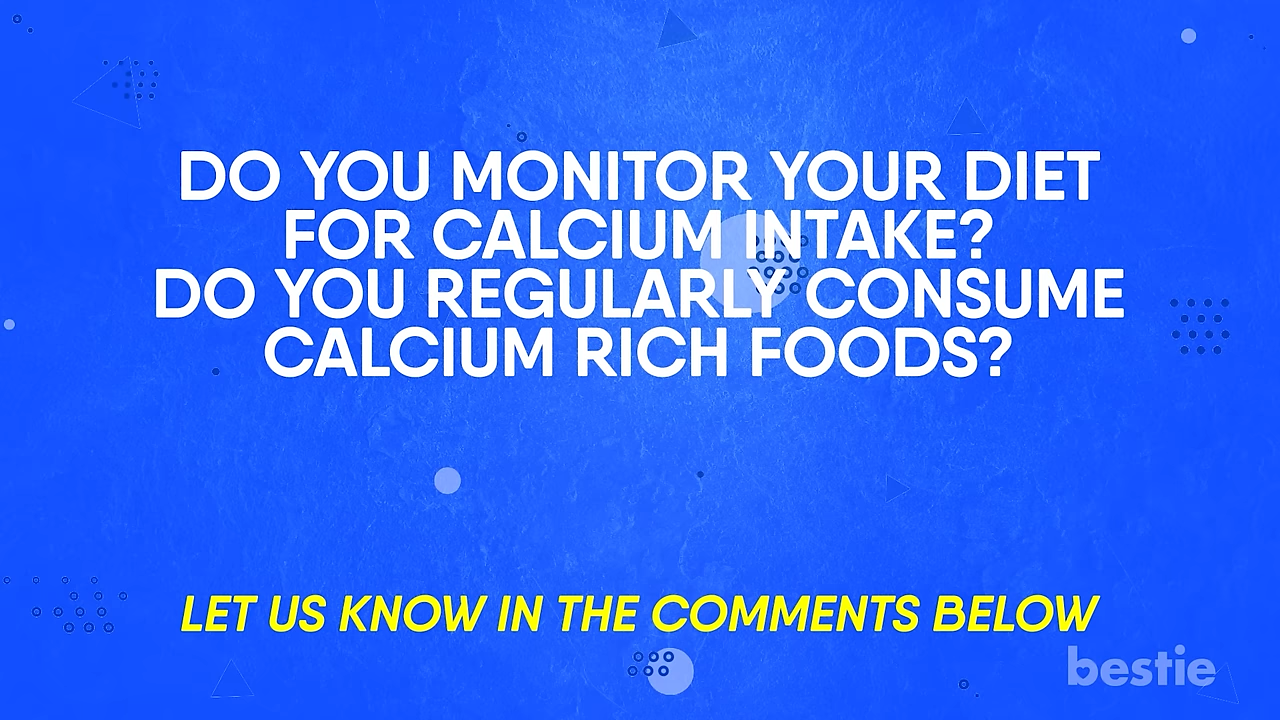 DO YOU MONITOR YOUR DIET
FOR CALCIUM INTAKE?
DO YOU REGULARLY CONSUME
CALCIUM RICH FOODS?
LET US KNOW IN THE COMMENTS BELOW
bestie